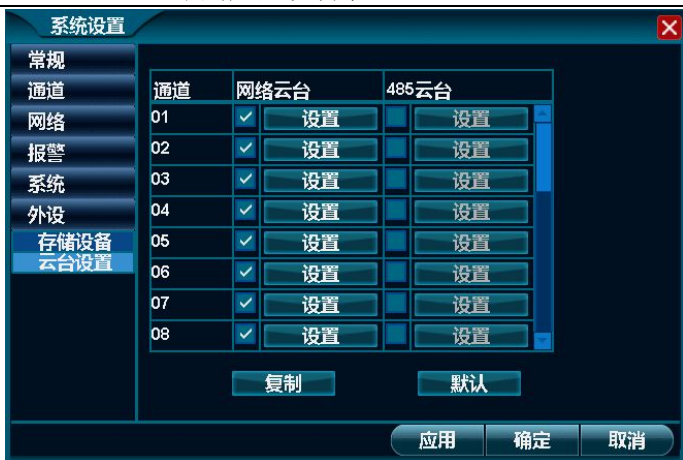 系统设置
常规
通道
网络
报警
系统
外设
存储设备
云台设置
通道 网络云台 485云台
01 设置 设置
02 设置 设置
03 设置 设置
04 设置 设置
05 设置 设置
06 设置 设置
07 设置 设置
08 设置 设置
复制 默认
应用 确定 取消